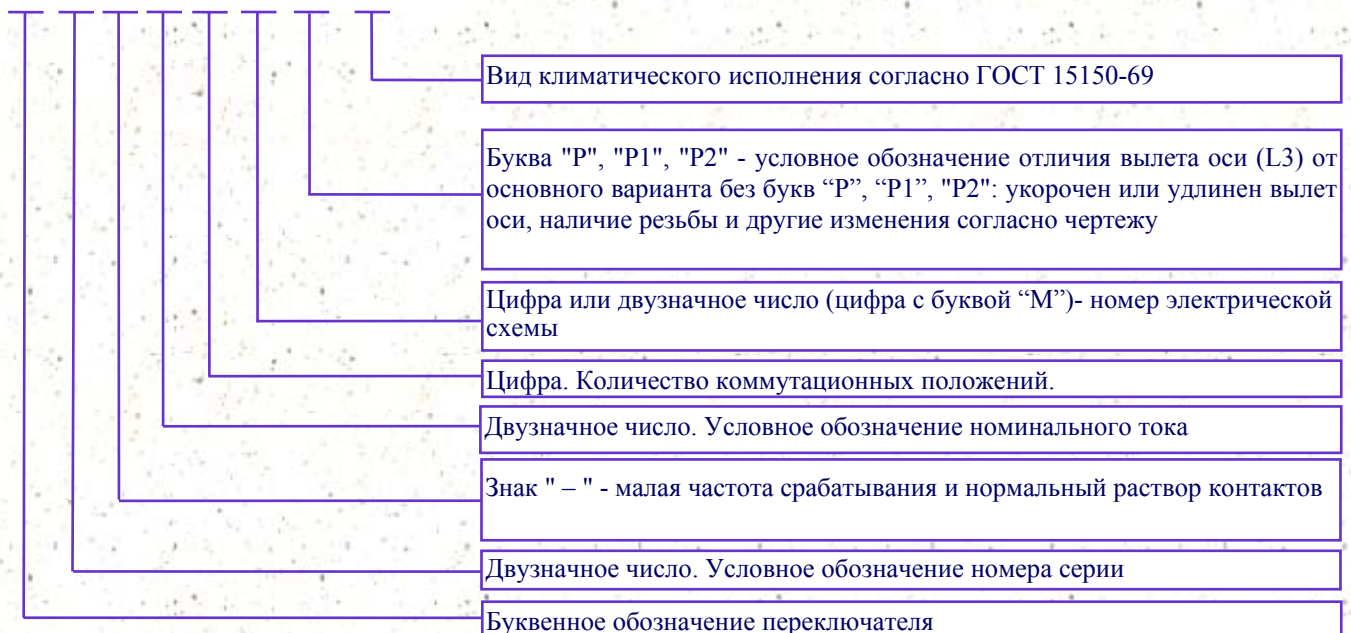 Вид климатического исполнения согласно ГОСТ 15150-69
Буква "Р", "Р1", "Р2" - условное обозначение отличия вылета оси (L3) от
основного варианта без букв “Р”, “Р1”, "Р2": укорочен или удлинен вылет
оси, наличие резьбы и другие изменения согласно чертежу
Цифра или двузначное число (цифра с буквой “М”)- номер электрической
схемы
Цифра. Количество коммутационных положений.
Двузначное число. Условное обозначение номинального тока
Знак " – " - малая частота срабатывания и нормальный раствор контактов
Двузначное число. Условное обозначение номера серии
Буквенное обозначение переключателя